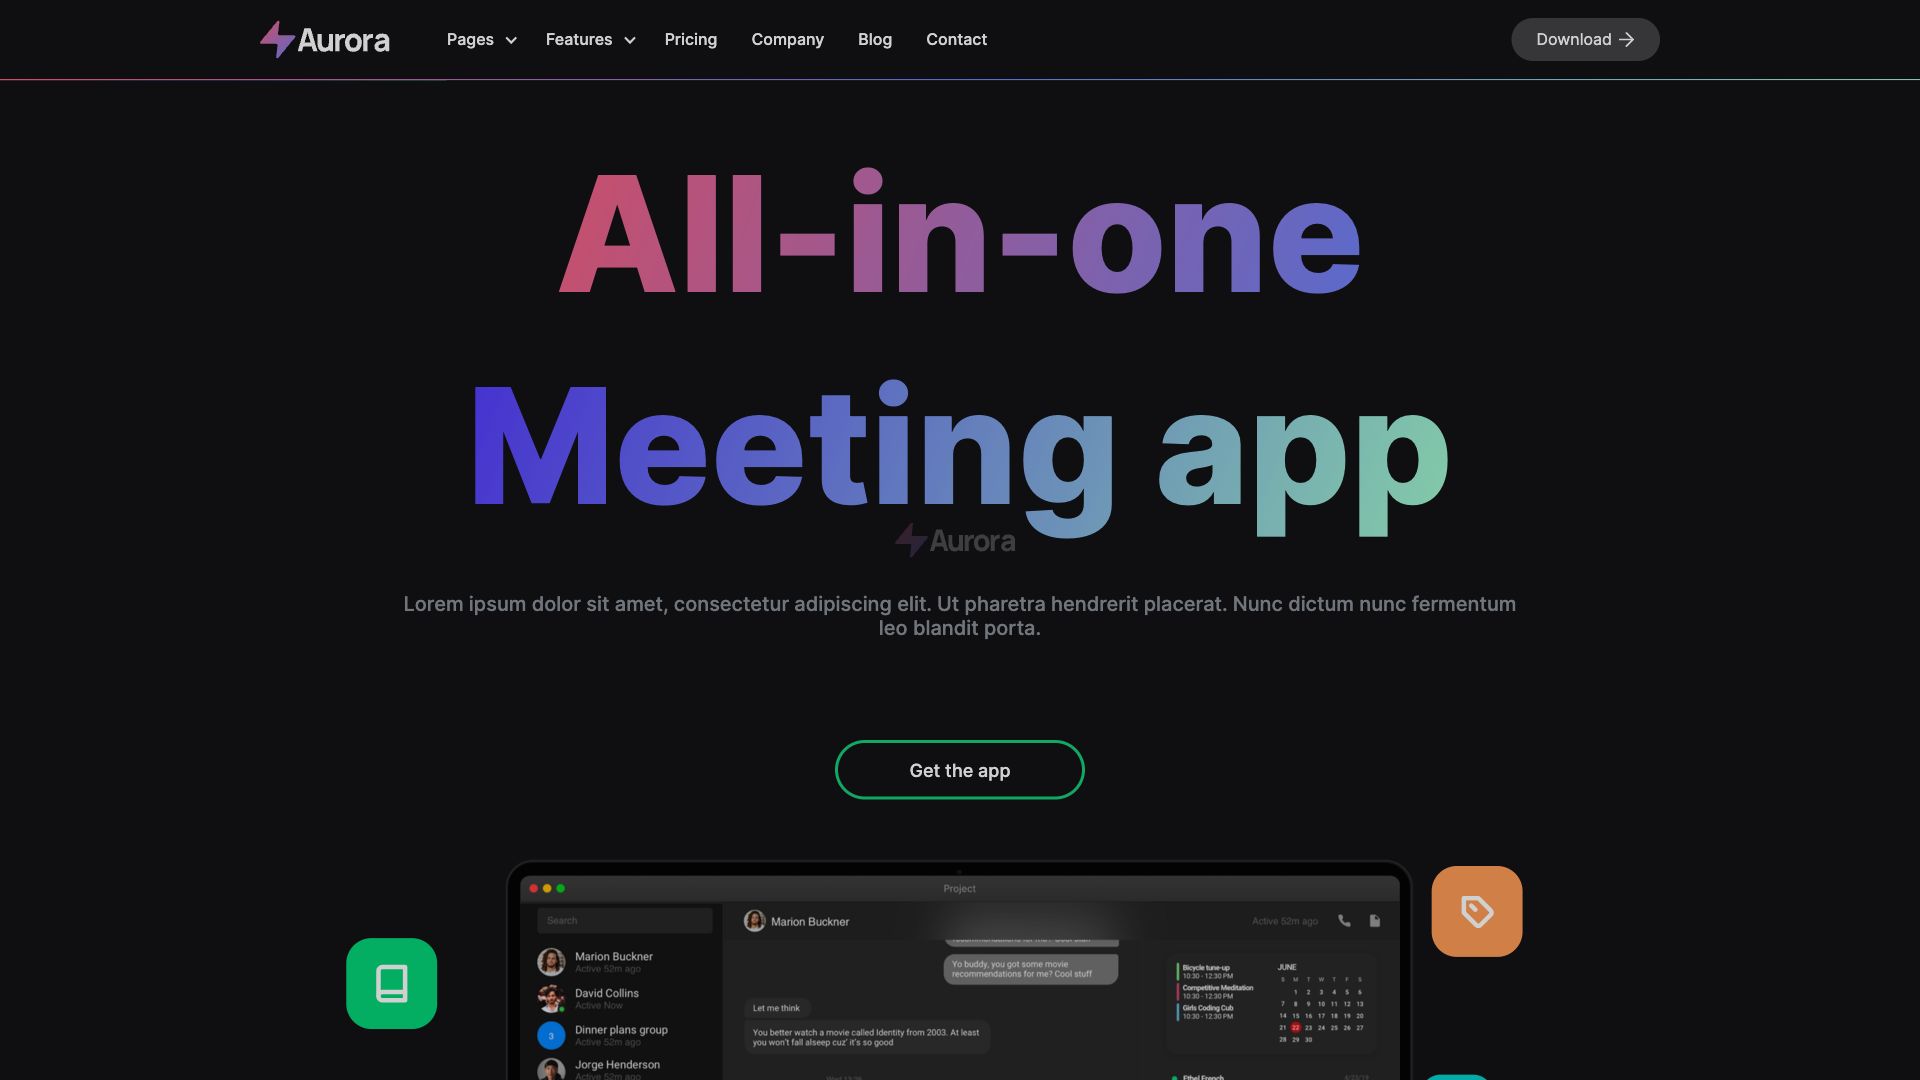 Aurora
Pages
Features
Pricing
Company
Blog
Contact
Download
All-in-one
Meeting app
Aurora
Lorem ipsum dolor sit amet, consectetur adipiscing elit. Ut pharetra hendrerit placerat. Nunc dictum nunc fermentum
leo blandit porta.
Get the app
Project
Search
Marion Buckner
Active 52m ago
David Collins
Active Now
3
Dinner plans group
Active 52m ago
Jorge Henderson
Active 52m ago
Marion Buckner
Active 52m ago
recommendations for me? Cool stuff
Yo buddy, you got some movie
recommendations for me? Cool stuff
Let me think
You better watch a movie called Identity from 2003. At least
you won't fall alseep cuz' it's so good
Bicycle tune-up
10:30 - 12:30 PM
Competitive Meditation
10:30 - 12:30 PM
Girls Coding Cub
10:30 - 12:30 PM
JUNE
S M T W T F S
1 2 3 4 5 6
7 8 9 10 11 12 13
14 15 16 17 18 19 20
21 22 23 24 25 26 27
28 29 30
Ethel French